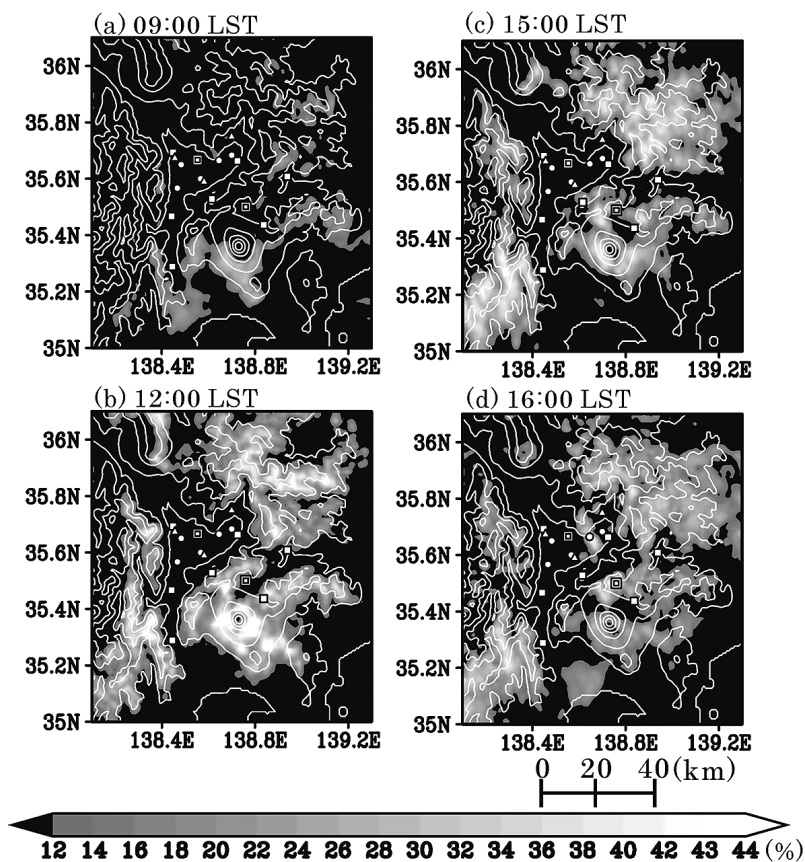 (a) 09:00 LST
(c) 15:00 LST
36N
35.8N
35.6N
35.4N
35.2N
35N
138.4E 138.8E 139.2E
36N
35.8N
35.6N
35.4N
35.2N
35N
138.4E 138.8E 139.2E
(b) 12:00 LST
(d) 16:00 LST
36N
35.8N
35.6N
35.4N
35.2N
35N
138.4E 138.8E 139.2E
36N
35.8N
35.6N
35.4N
35.2N
35N
138.4E 138.8E 139.2E
0 20 40 (km)
12 14 16 18 20 21 22 24 26 28 30 32 34 36 38 40 42 43 44 (%)